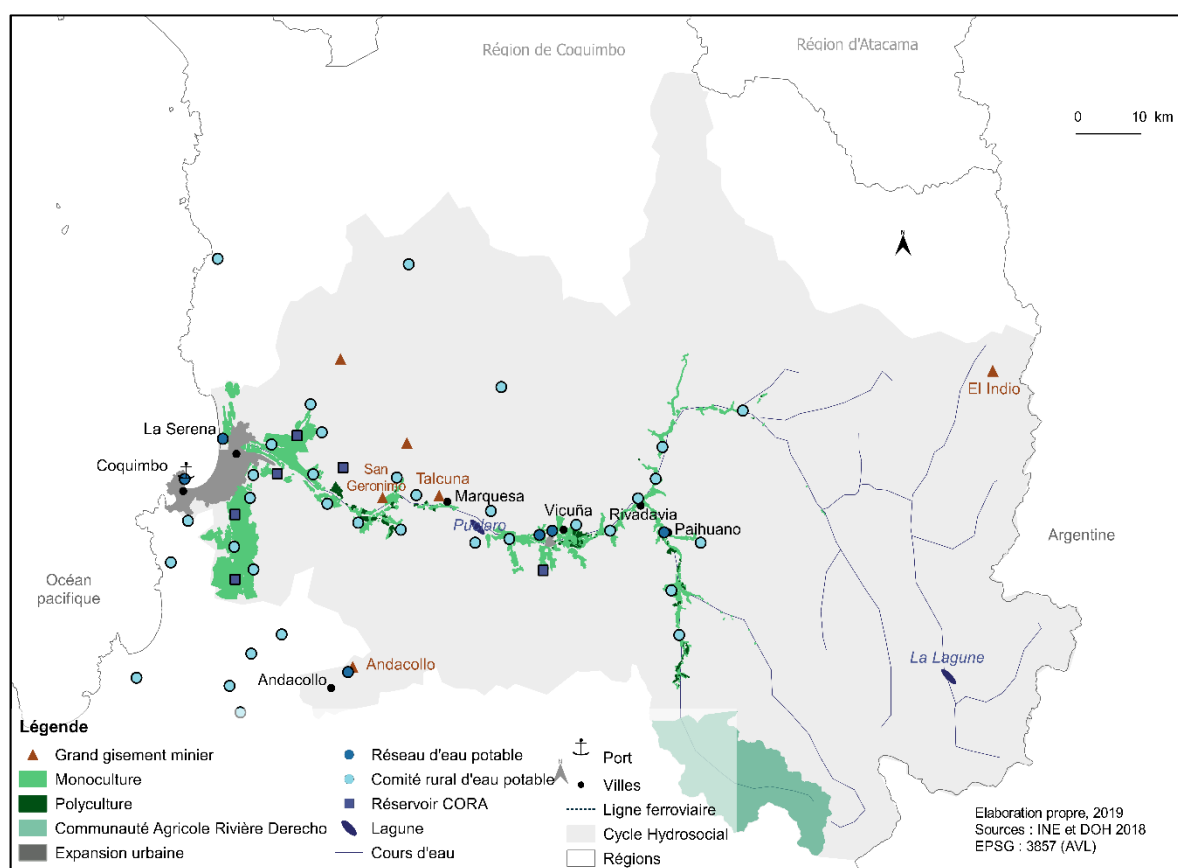 Région de Coquimbo
Région d'Atacama
0 10 km
N
El Indio
La Serena
Coquimbo
San
Geronimo
Talcuna
Marquesa
Puclaro
Vicuña
Rivadavia
Paihuano
Argentine
Océan
pacifique
La Lagune
Andacollo
Andacollo
Légende
Grand gisement minier
Monoculture
Polyculture
Communauté Agricole Rivière Derecho
Expansion urbaine
Réseau d'eau potable
Comité rural d'eau potable
Réservoir CORA
Lagune
Cours d'eau
N
Port
Villes
Ligne ferroviaire
Cycle Hydrosocial
Régions
Elaboration propre, 2019
Sources : INE et DOH 2018
EPSG : 3857 (AVL)